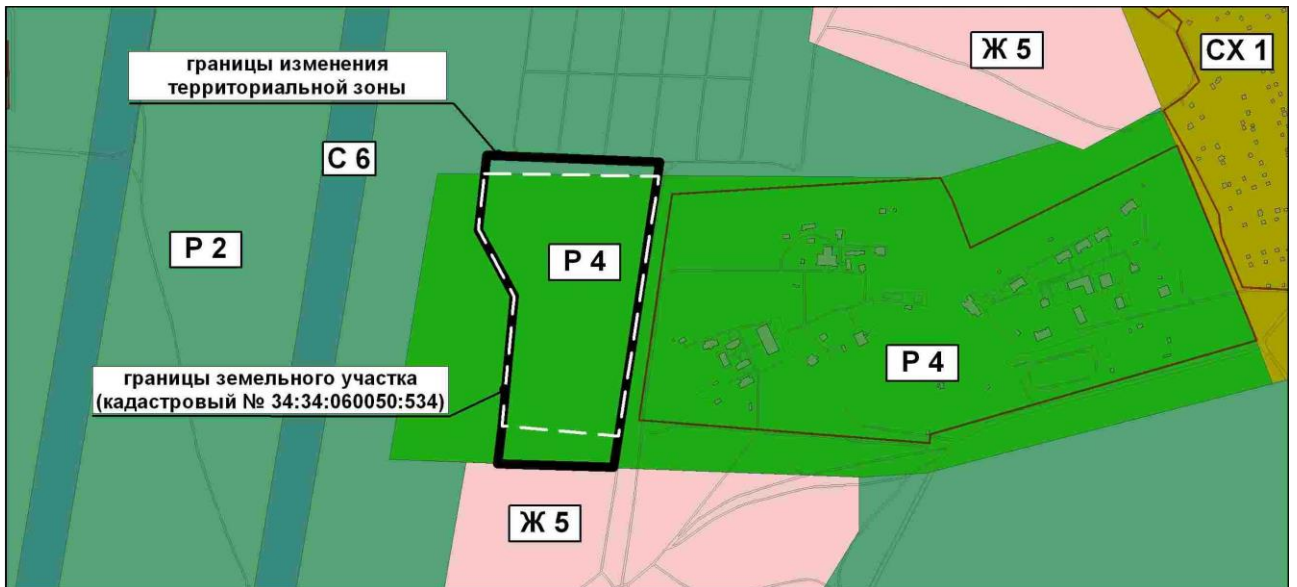 Ж 5
СХ 1
границы изменения
территориальной зоны
С 6
Р 2
Р 4
Р 4
границы земельного участка
(кадастровый № 34:34:060050:534)
Ж 5